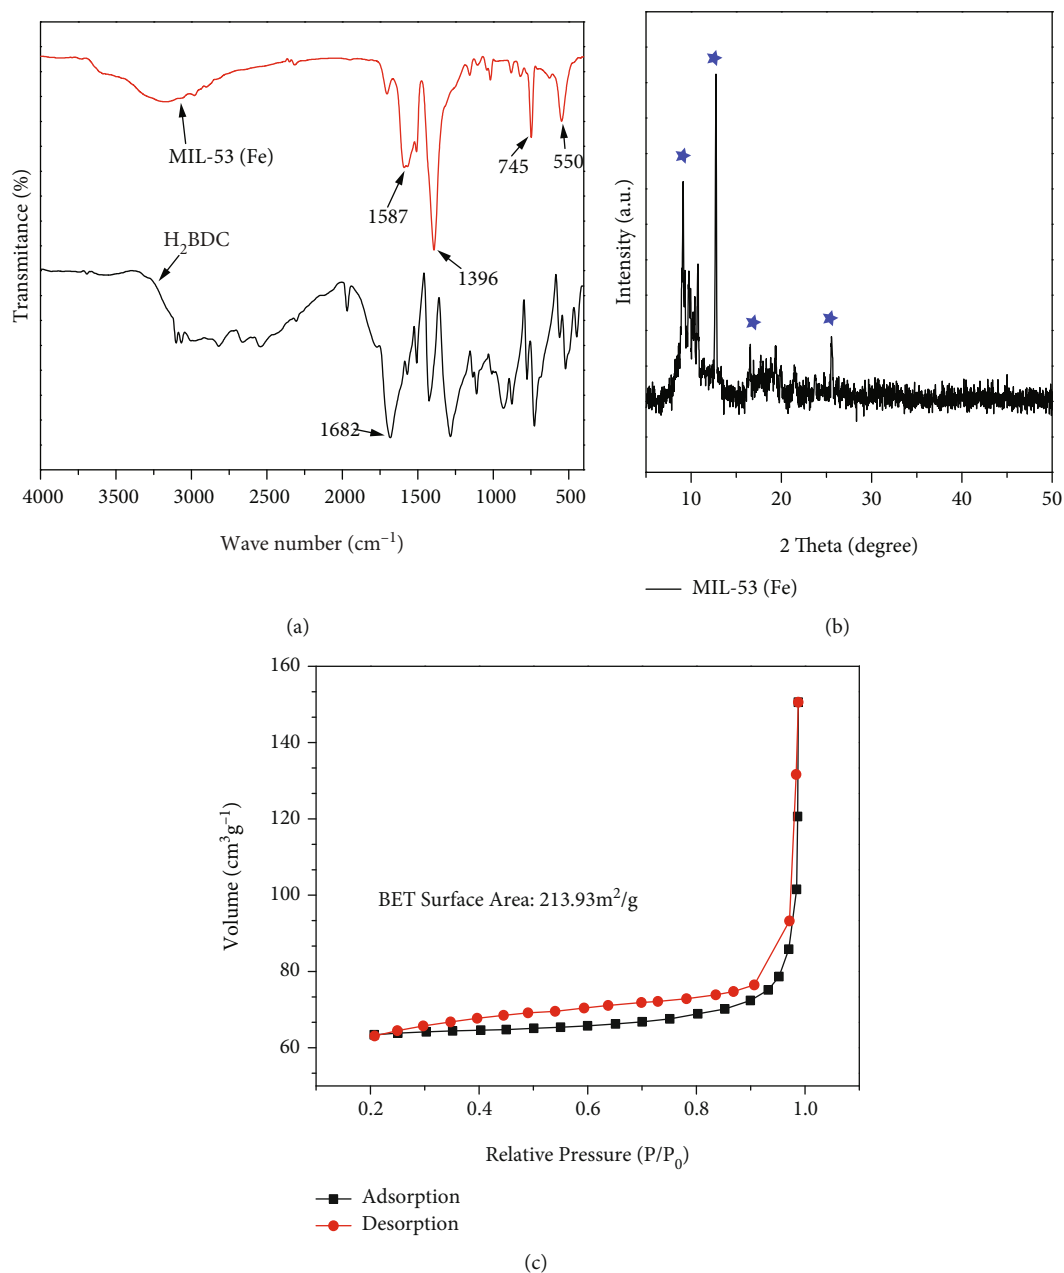 Transmitance (%)
MIL-53 (Fe)
H₂BDC
1587
1396
745
550
1682
4000 3500 3000 2500 2000 1500 1000 500
Wave number (cm⁻¹)
(a)
Intensity (a.u.)
10 20 30 40 50
2 Theta (degree)
MIL-53 (Fe)
(b)
Volume (cm³g⁻¹)
160
140
120
100
80
60
BET Surface Area: 213.93m²/g
0.2 0.4 0.6 0.8 1.0
Relative Pressure (P/P₀)
Adsorption
Desorption
(c)